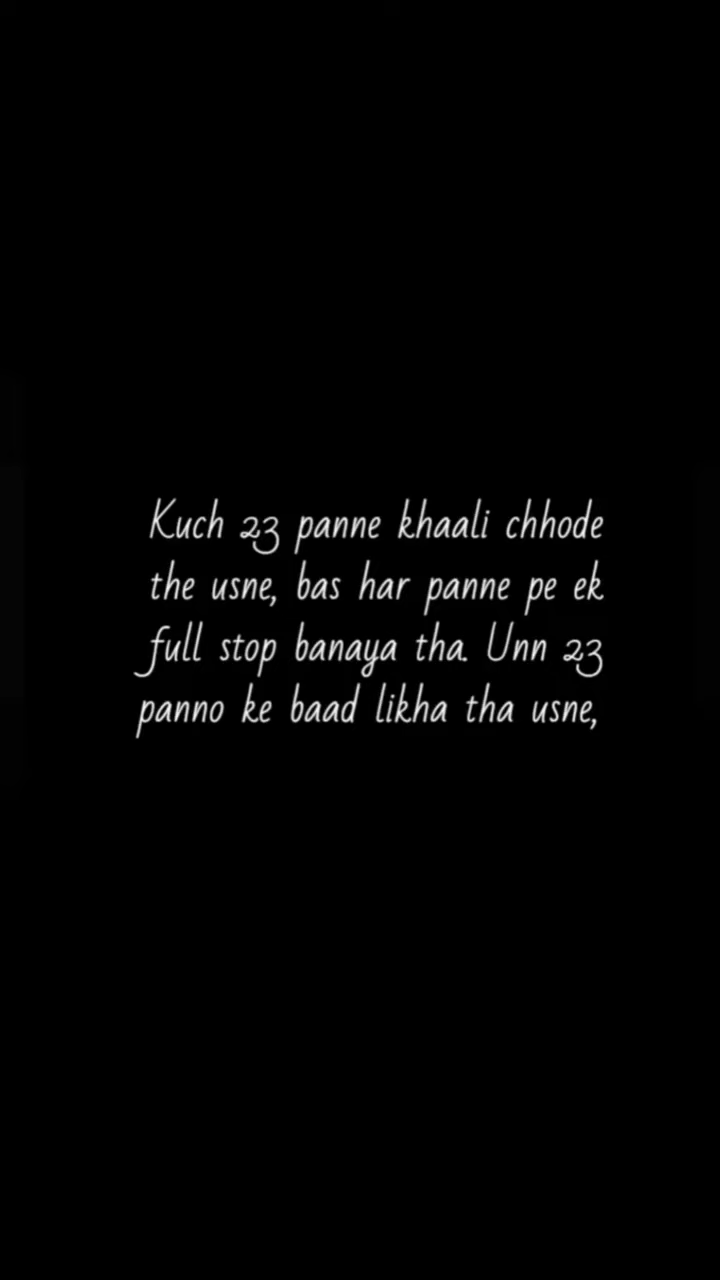 Kuch 23 panne khaali chhode
the usne, bas har panne pe ek
full stop banaya tha. Unn 23
panno ke baad likha tha usne,